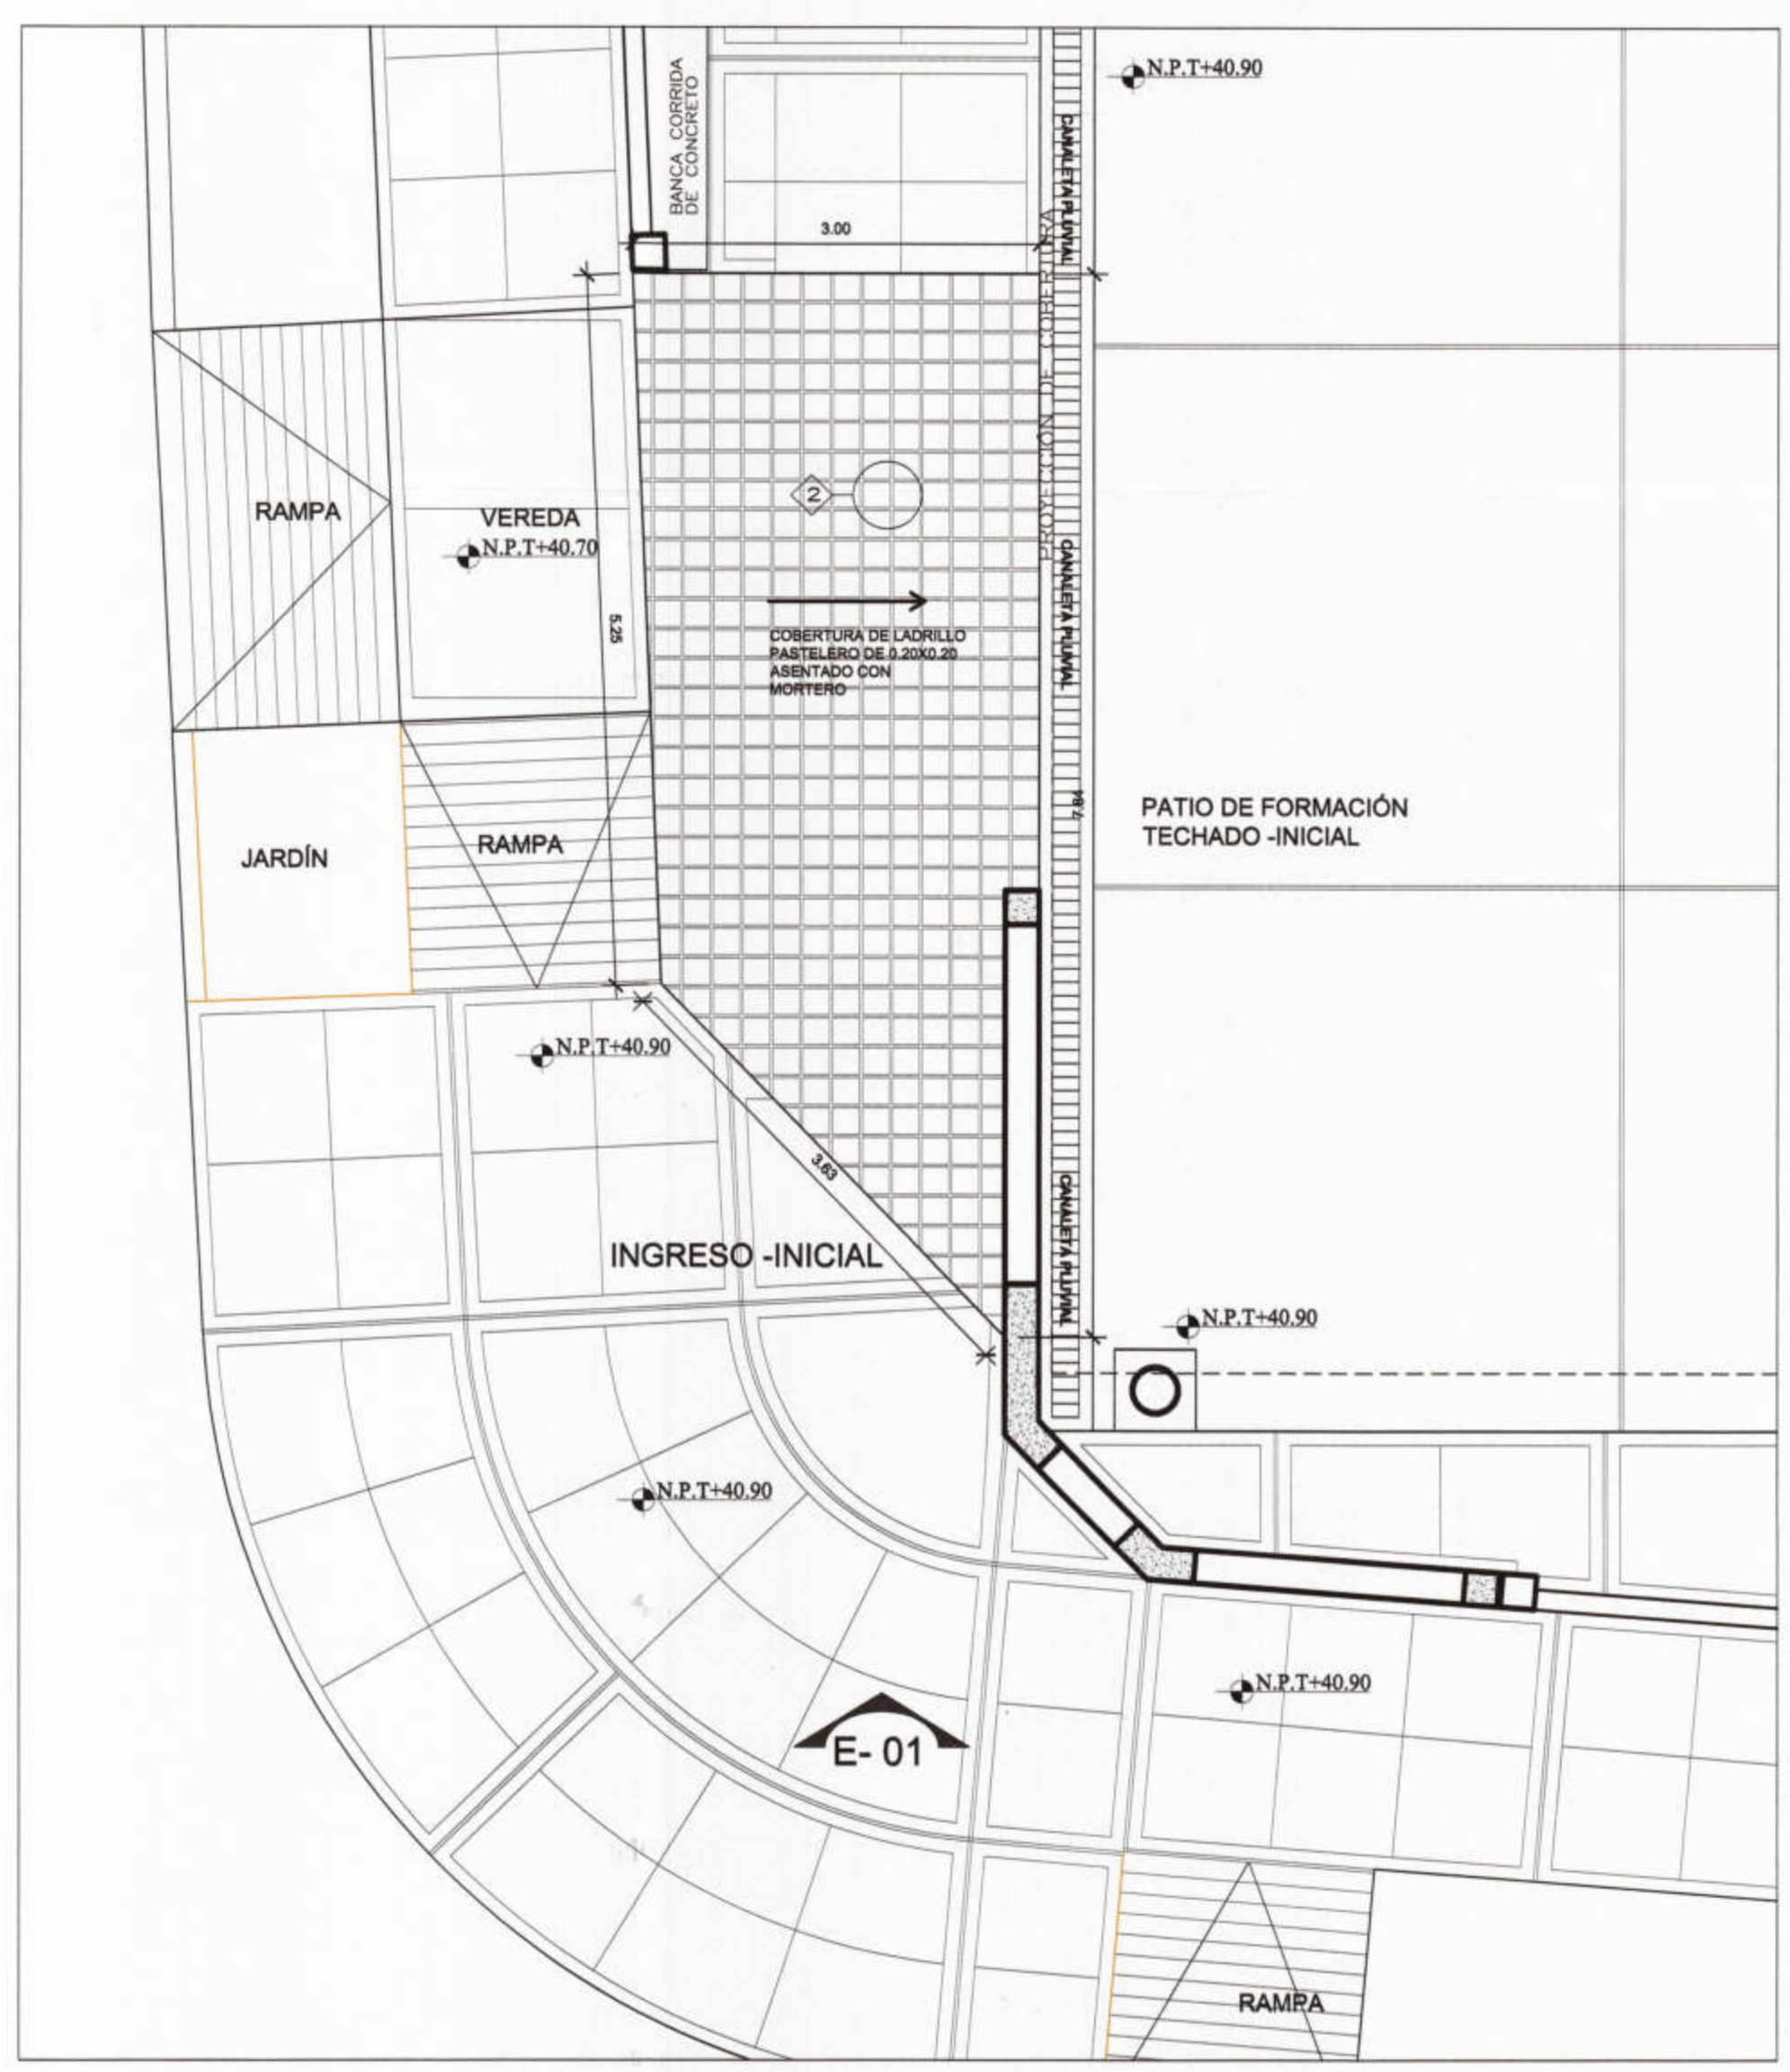 N.P.T+40.90
BANCA CORRIDA
DE CONCRETO
CANALETA PLUVIAL
3.00
PROYECCIÓN DE COBERTURA
2
RAMPA
VEREDA
N.P.T+40.70
CANALETA PLUVIAL
5.25
COBERTURA DE LADRILLO
PASTELERO DE 0.20X0.20
ASENTADO CON
MORTERO
7.84
PATIO DE FORMACIÓN
TECHADO -INICIAL
JARDÍN
RAMPA
N.P.T+40.90
3.63
CANALETA PLUVIAL
INGRESO -INICIAL
N.P.T+40.90
N.P.T+40.90
N.P.T+40.90
E- 01
RAMPA